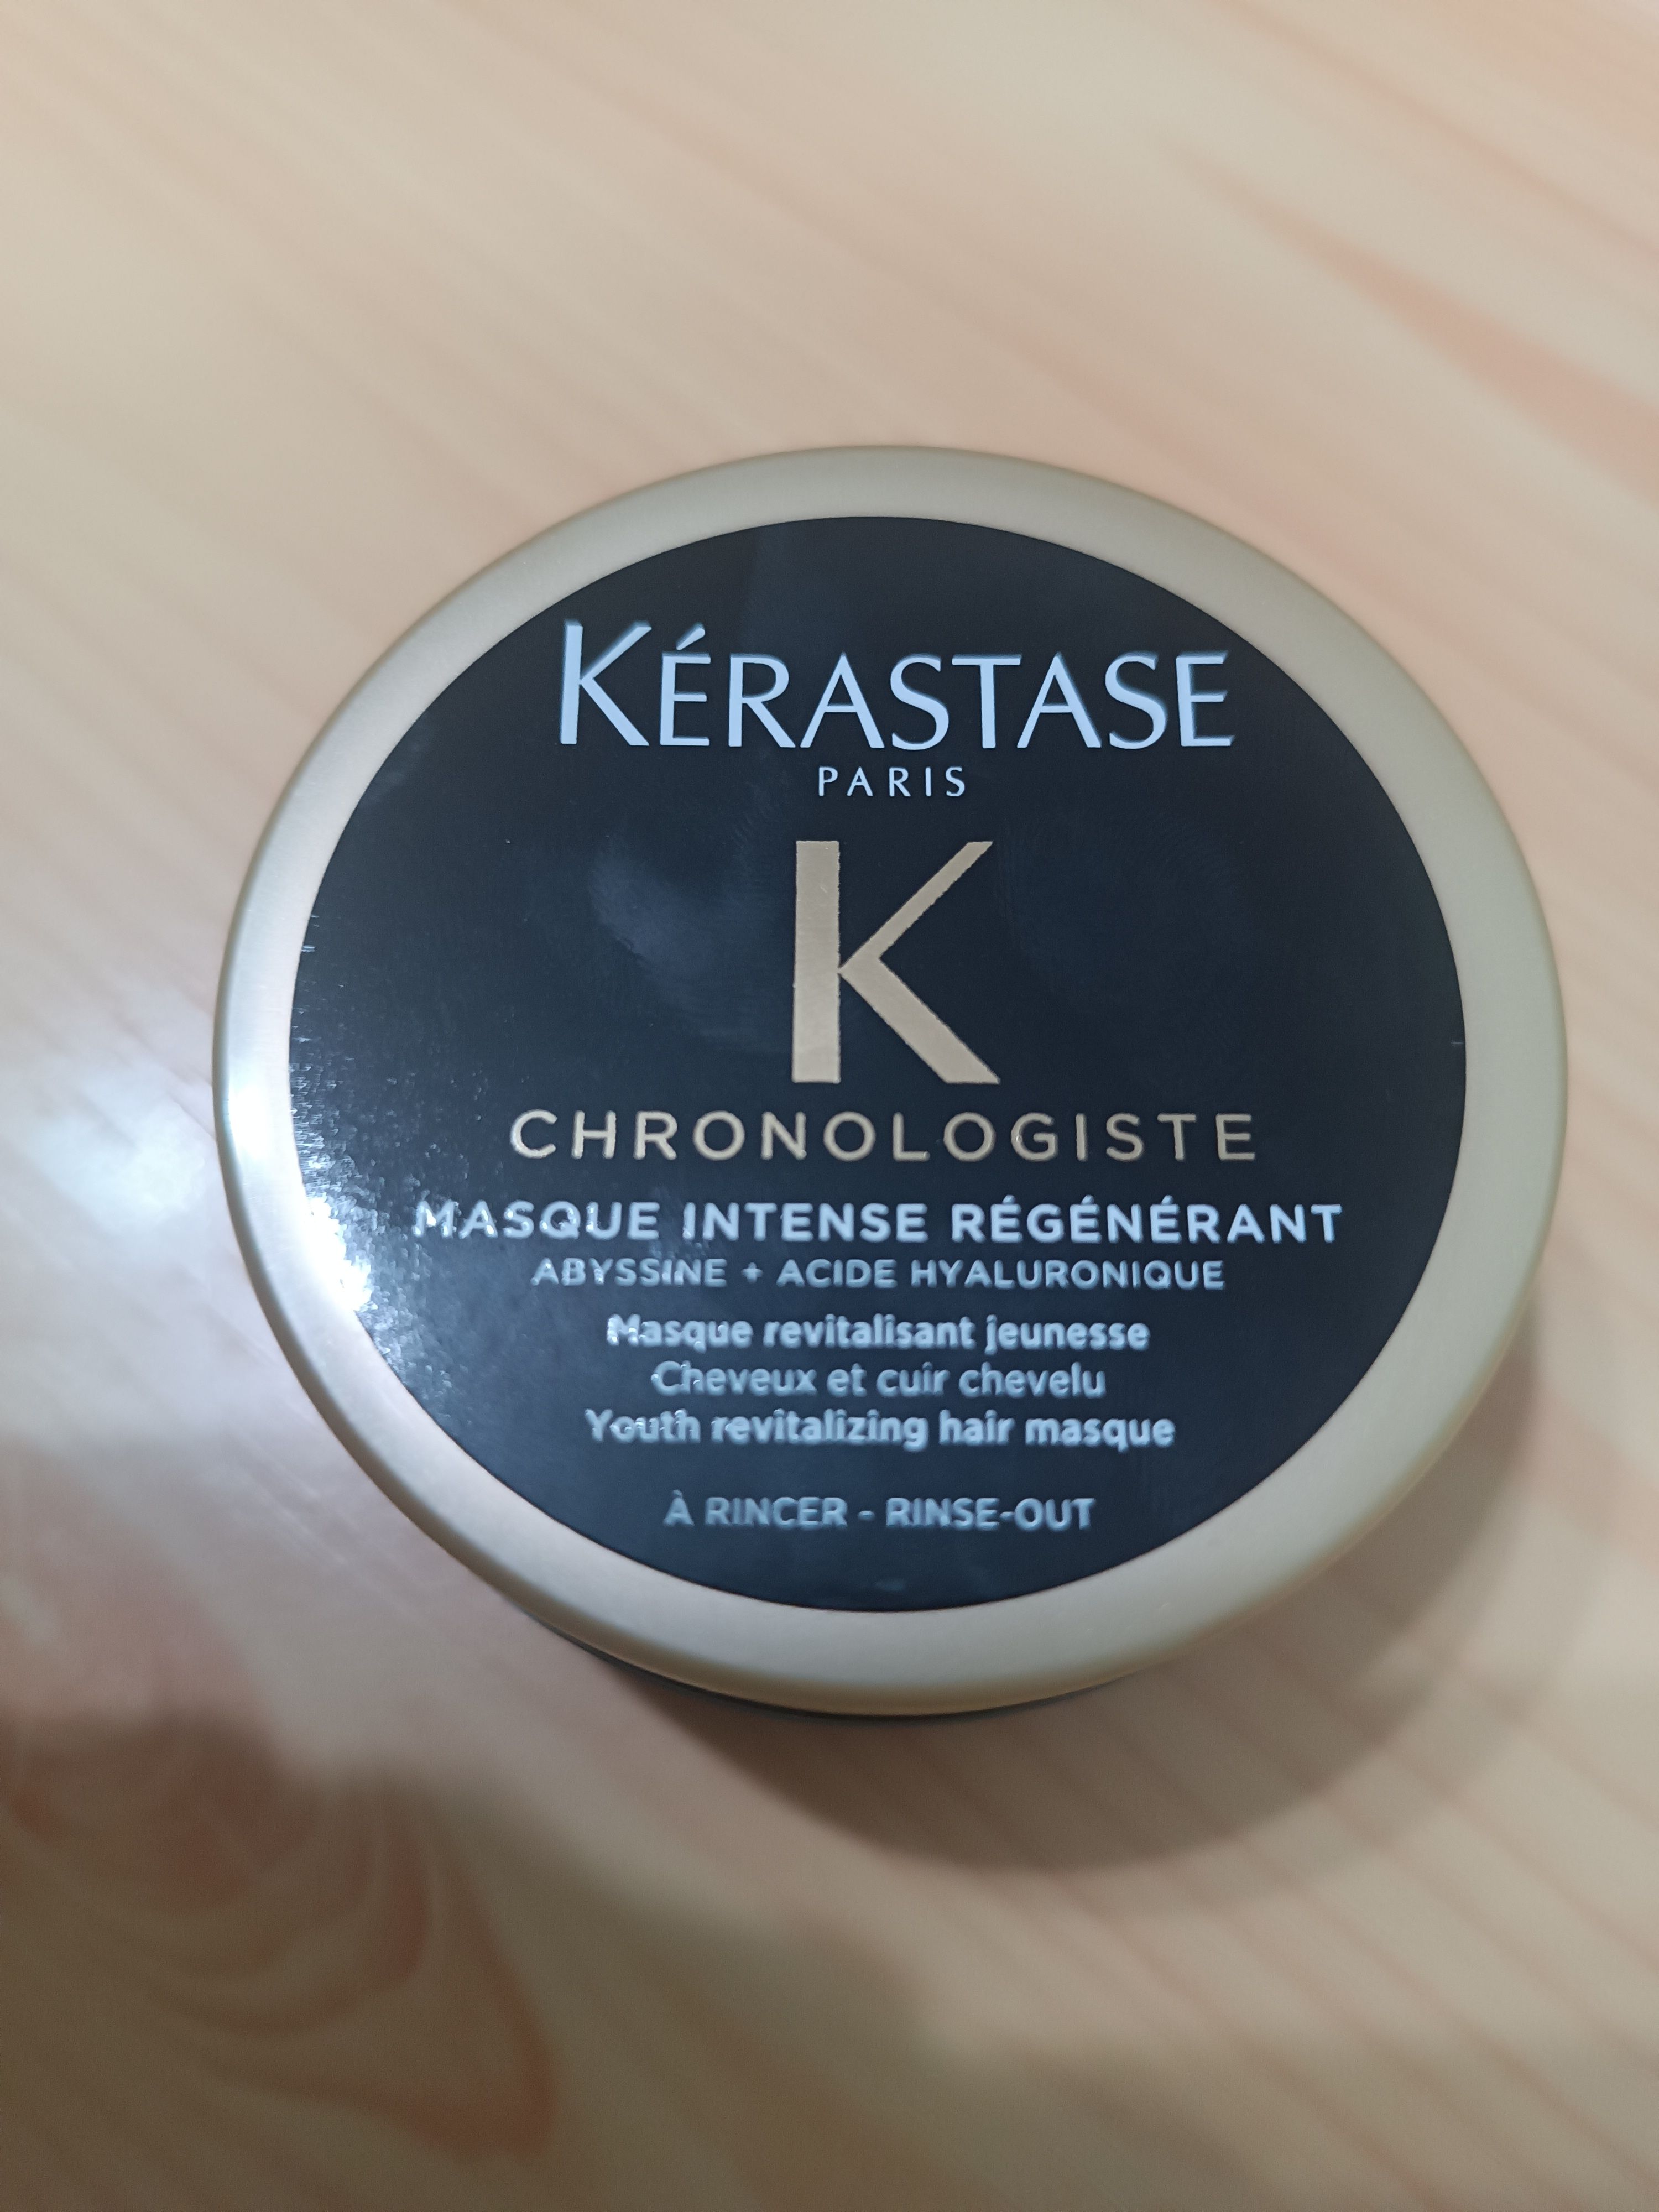 KÉRASTASE
PARIS
K
CHRONOLOGISTE
MASQUE INTENSE RÉGÉNÉRANT
ABYSSINE + ACIDE HYALURONIQUE
Masque revitalisant jeunesse
Cheveux et cuir chevelu
Youth revitalizing hair masque
À RINCER - RINSE-OUT